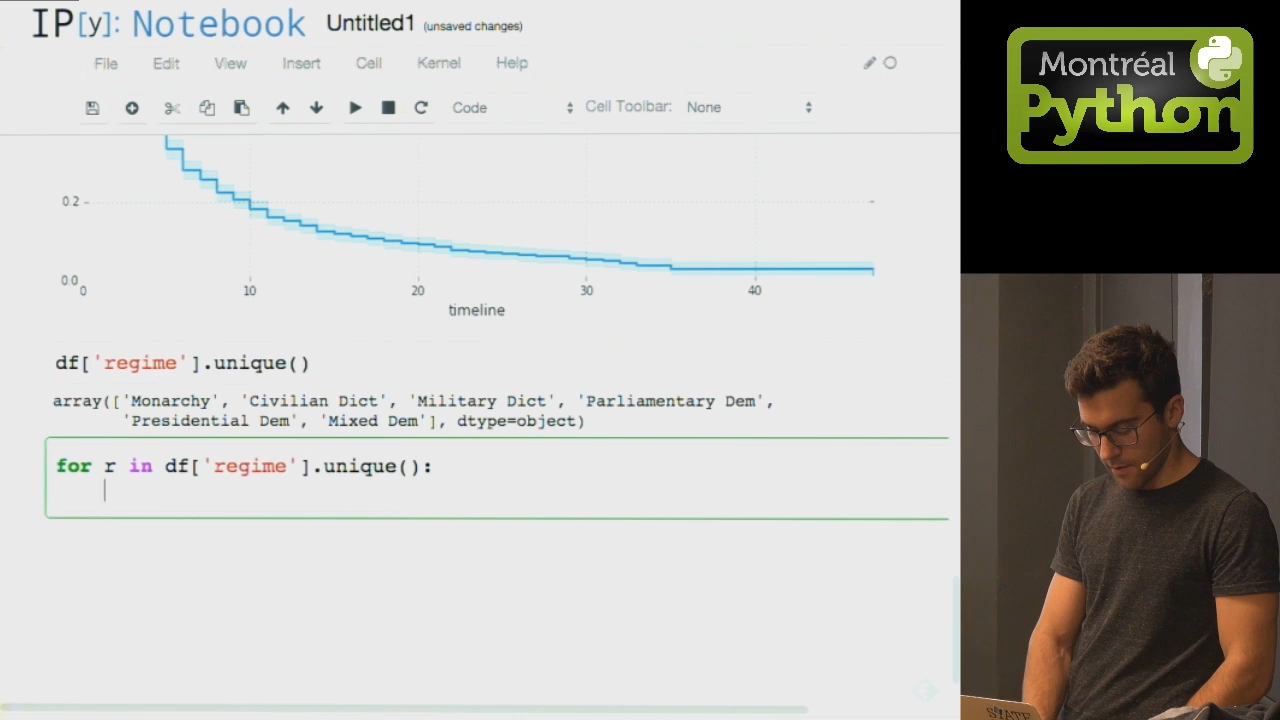 IP[y]: Notebook Untitled1 (unsaved changes)
File Edit View Insert Cell Kernel Help
Code Cell Toolbar: None
0.2
0.0
0 10 20 30 40
timeline
df['regime'].unique()
array(['Monarchy', 'Civilian Dict', 'Military Dict', 'Parliamentary Dem',
'Presidential Dem', 'Mixed Dem'], dtype=object)
for r in df['regime'].unique():
Montréal
Python